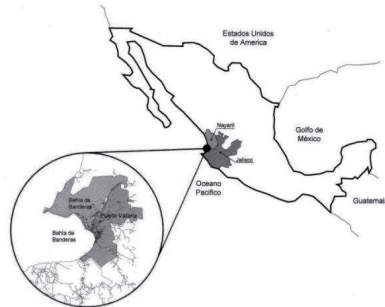 Estados Unidos
de America
Nayarit
Golfo de
México
Jalisco
Oceano
Pacifico
Guatemal
Bahía de
Banderas
Puerto Vallarta
Bahía de
Banderas